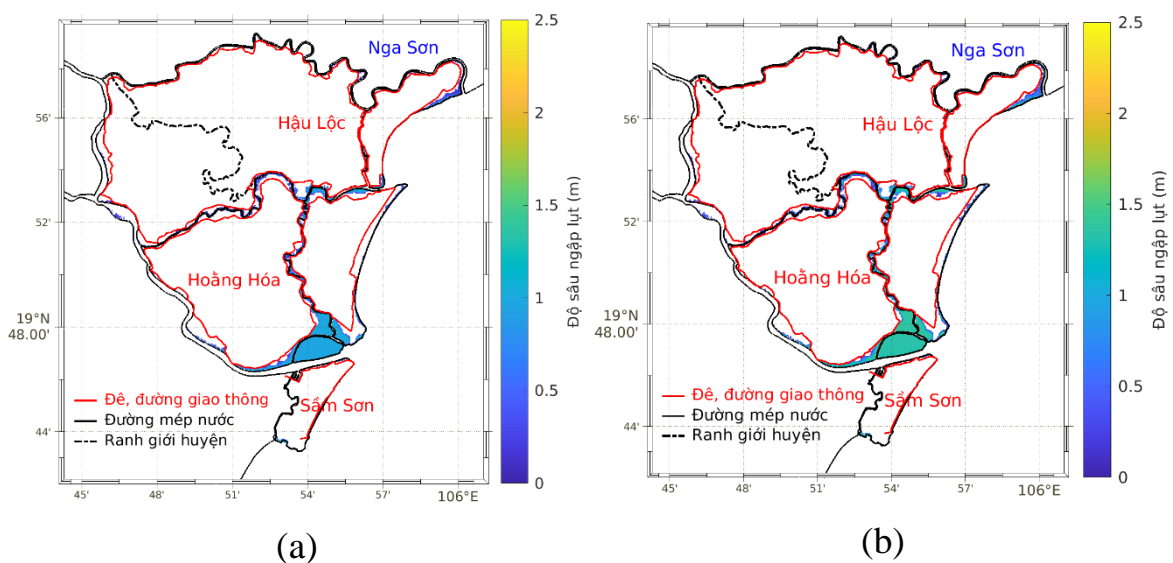 Nga Sơn
Hậu Lộc
Hoằng Hóa
Sầm Sơn
Đê, đường giao thông
Đường mép nước
Ranh giới huyện
56'
52'
19°N
48.00'
44'
45'
48'
51'
54'
57'
106°E
2.5
2
1.5
1
0.5
0
Độ sâu ngập lụt (m)
(a)
Nga Sơn
Hậu Lộc
Hoằng Hóa
Sầm Sơn
Đê, đường giao thông
Đường mép nước
Ranh giới huyện
56'
52'
19°N
48.00'
44'
45'
48'
51'
54'
57'
106°E
2.5
2
1.5
1
0.5
0
Độ sâu ngập lụt (m)
(b)